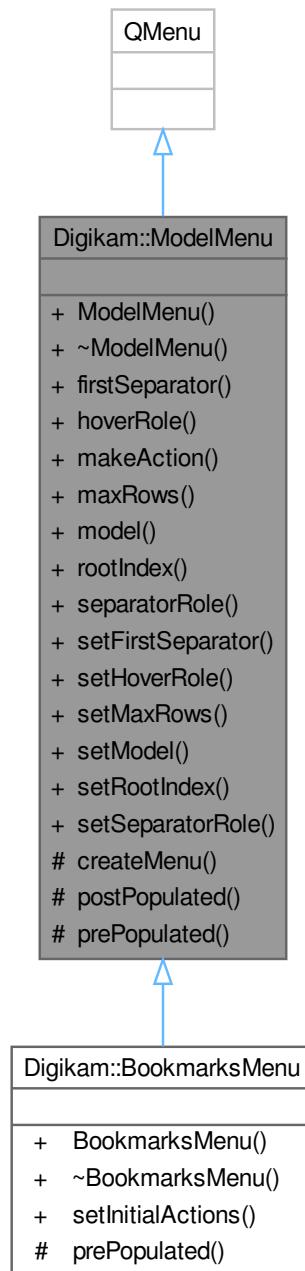 QMenu
Digikam::ModelMenu
+ ModelMenu()
+ ~ModelMenu()
+ firstSeparator()
+ hoverRole()
+ makeAction()
+ maxRows()
+ model()
+ rootIndex()
+ separatorRole()
+ setFirstSeparator()
+ setHoverRole()
+ setMaxRows()
+ setModel()
+ setRootIndex()
+ setSeparatorRole()
# createMenu()
# postPopulated()
# prePopulated()
Digikam::BookmarksMenu
+ BookmarksMenu()
+ ~BookmarksMenu()
+ setInitialActions()
# prePopulated()